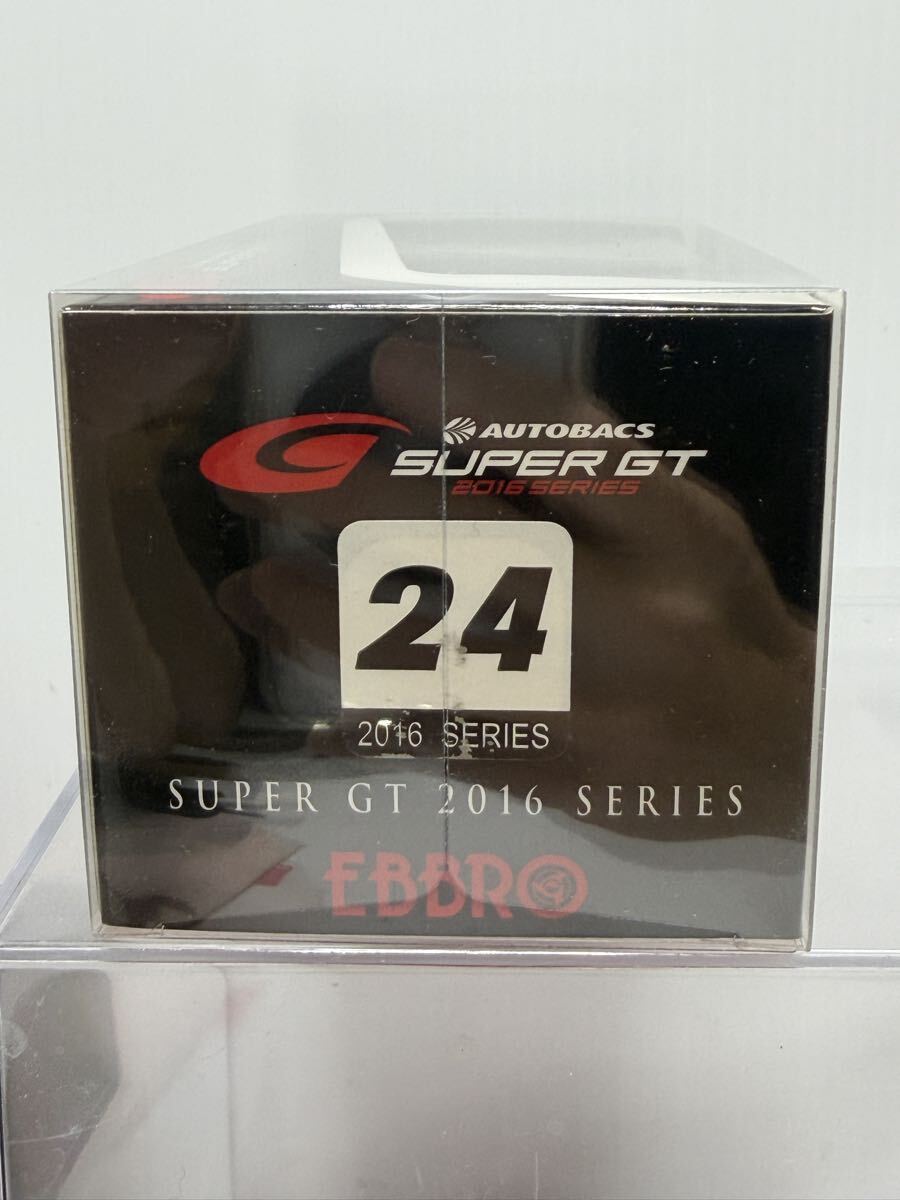 AUTOBACS
SUPER GT
2016 SERIES
24
2016 SERIES
SUPER GT 2016 SERIES
EBBRO